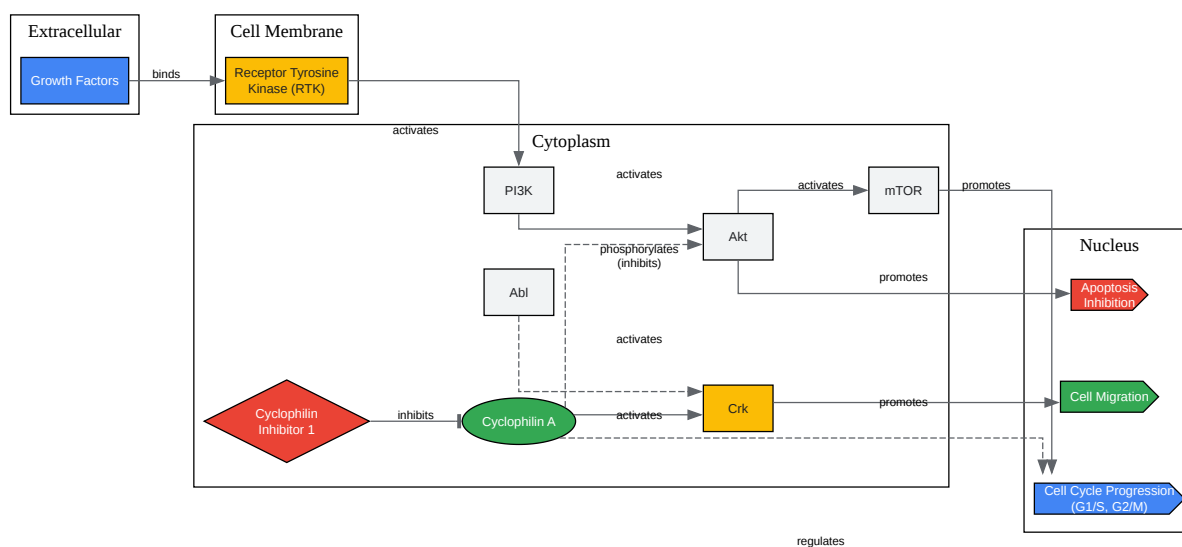 Extracellular
Cell Membrane
Growth Factors
binds
Receptor Tyrosine
Kinase (RTK)
activates
Cytoplasm
PI3K
activates
activates
mTOR
promotes
Akt
phosphorylates
(inhibits)
Nucleus
Abl
promotes
Apoptosis
Inhibition
activates
Cyclophilin
Inhibitor 1
inhibits
Cyclophilin A
activates
Crk
promotes
Cell Migration
Cell Cycle Progression
(G1/S, G2/M)
regulates